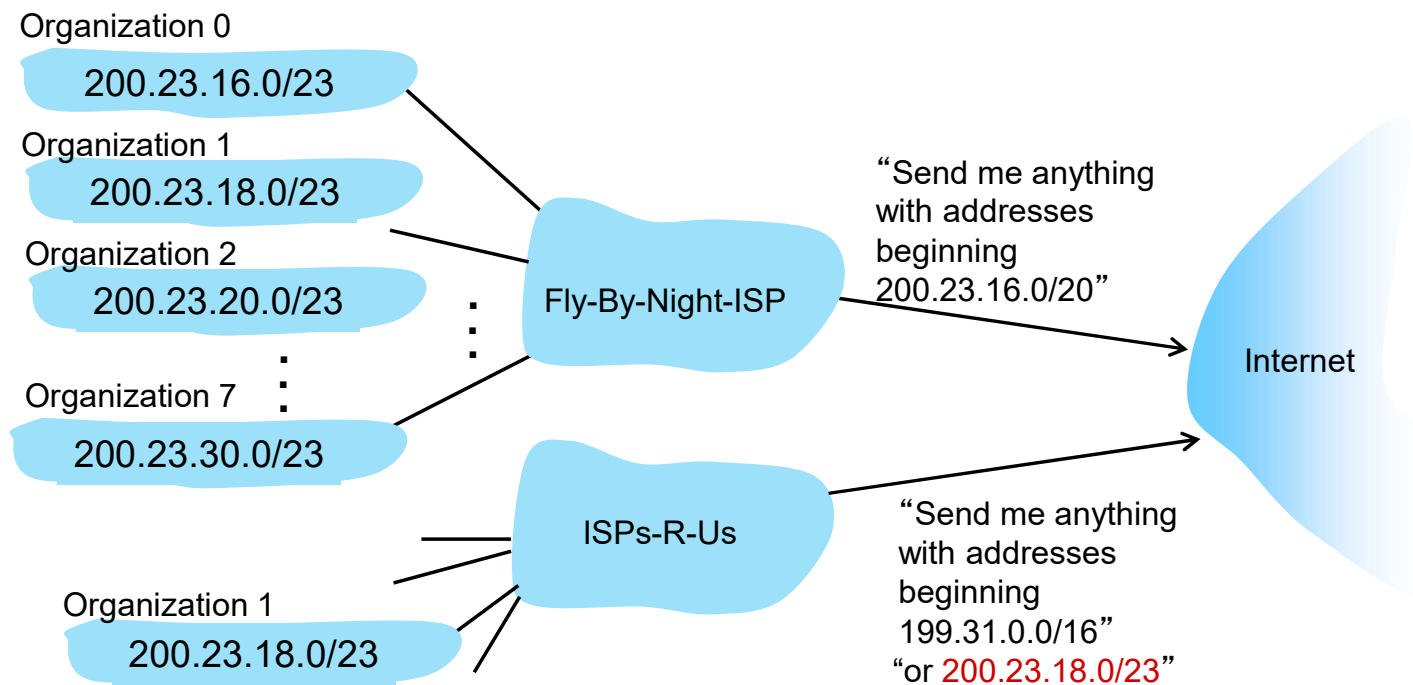 Organization 0
200.23.16.0/23
Organization 1
200.23.18.0/23
Organization 2
200.23.20.0/23
Organization 7
200.23.30.0/23
Fly-By-Night-ISP
“Send me anything
with addresses
beginning
200.23.16.0/20”
Internet
ISPs-R-Us
Organization 1
200.23.18.0/23
“Send me anything
with addresses
beginning
199.31.0.0/16”
“or 200.23.18.0/23”